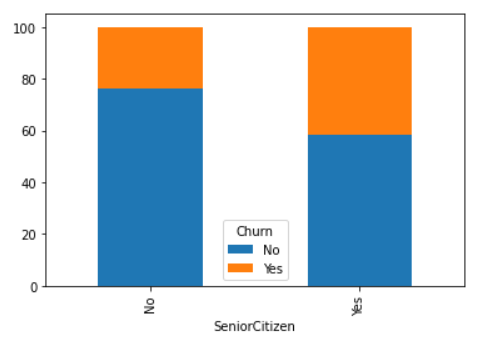 100
80
60
40
20
0
Churn
No
Yes
No
Yes
SeniorCitizen